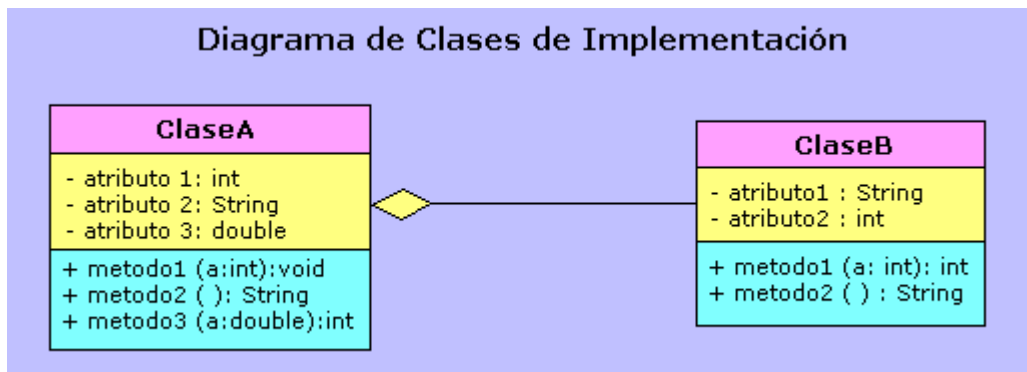 Diagrama de Clases de Implementación
ClaseA
- atributo 1: int
- atributo 2: String
- atributo 3: double
+ metodo1 (a:int):void
+ metodo2 ( ): String
+ metodo3 (a:double):int
ClaseB
- atributo1 : String
- atributo2 : int
+ metodo1 (a: int): int
+ metodo2 ( ) : String